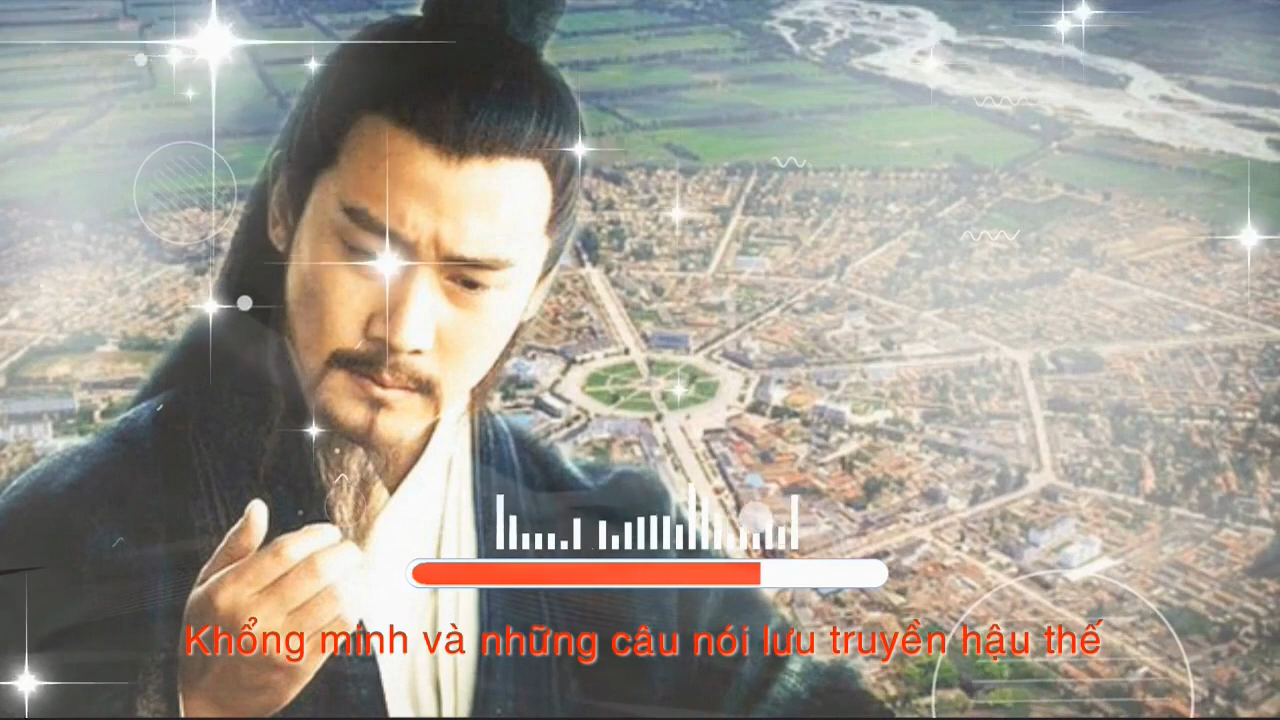 Khổng minh và những câu nói lưu truyền hậu thế